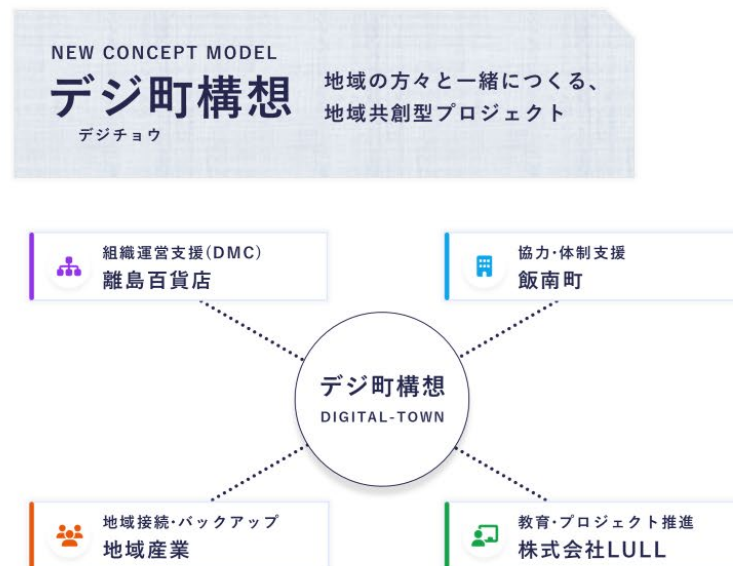 NEW CONCEPT MODEL
デジ町構想
デジチョウ
地域の方々と一緒につくる、
地域共創型プロジェクト
組織運営支援(DMC)
離島百貨店
協力・体制支援
飯南町
デジ町構想
DIGITAL-TOWN
地域接続・バックアップ
地域産業
教育・プロジェクト推進
株式会社LULL